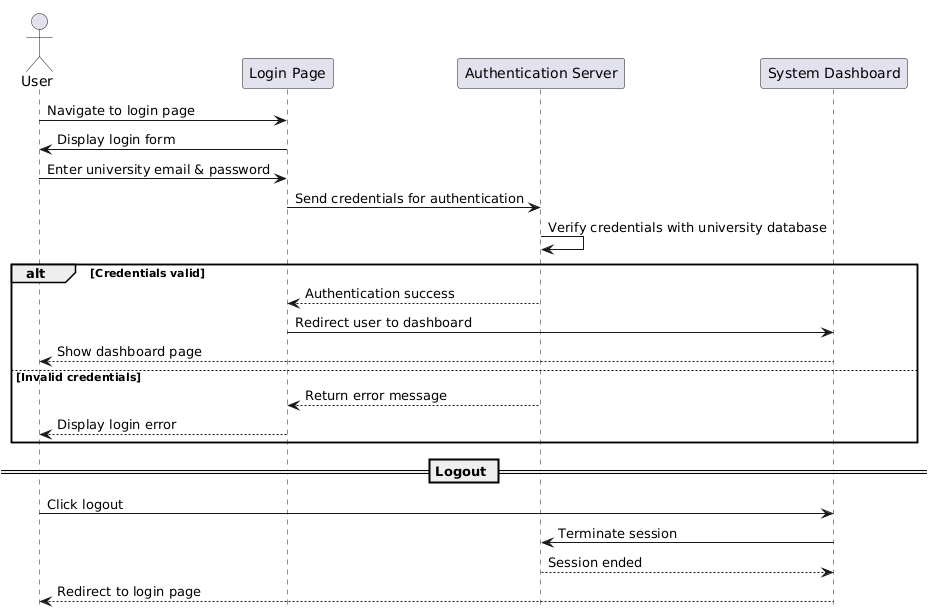 User
Login Page
Authentication Server
System Dashboard
Navigate to login page
Display login form
Enter university email & password
Send credentials for authentication
Verify credentials with university database
alt
[Credentials valid]
Authentication success
Redirect user to dashboard
Show dashboard page
[Invalid credentials]
Return error message
Display login error
Logout
Click logout
Terminate session
Session ended
Redirect to login page